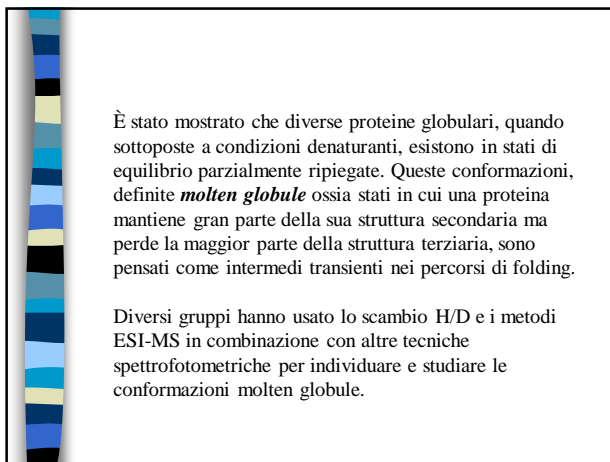 È stato mostrato che diverse proteine globulari, quando
sottoposte a condizioni denaturanti, esistono in stati di
equilibrio parzialmente ripiegate. Queste conformazioni,
definite molten globule ossia stati in cui una proteina
mantiene gran parte della sua struttura secondaria ma
perde la maggior parte della struttura terziaria, sono
pensati come intermedi transienti nei percorsi di folding.
Diversi gruppi hanno usato lo scambio H/D e i metodi
ESI-MS in combinazione con altre tecniche
spettrofotometriche per individuare e studiare le
conformazioni molten globule.